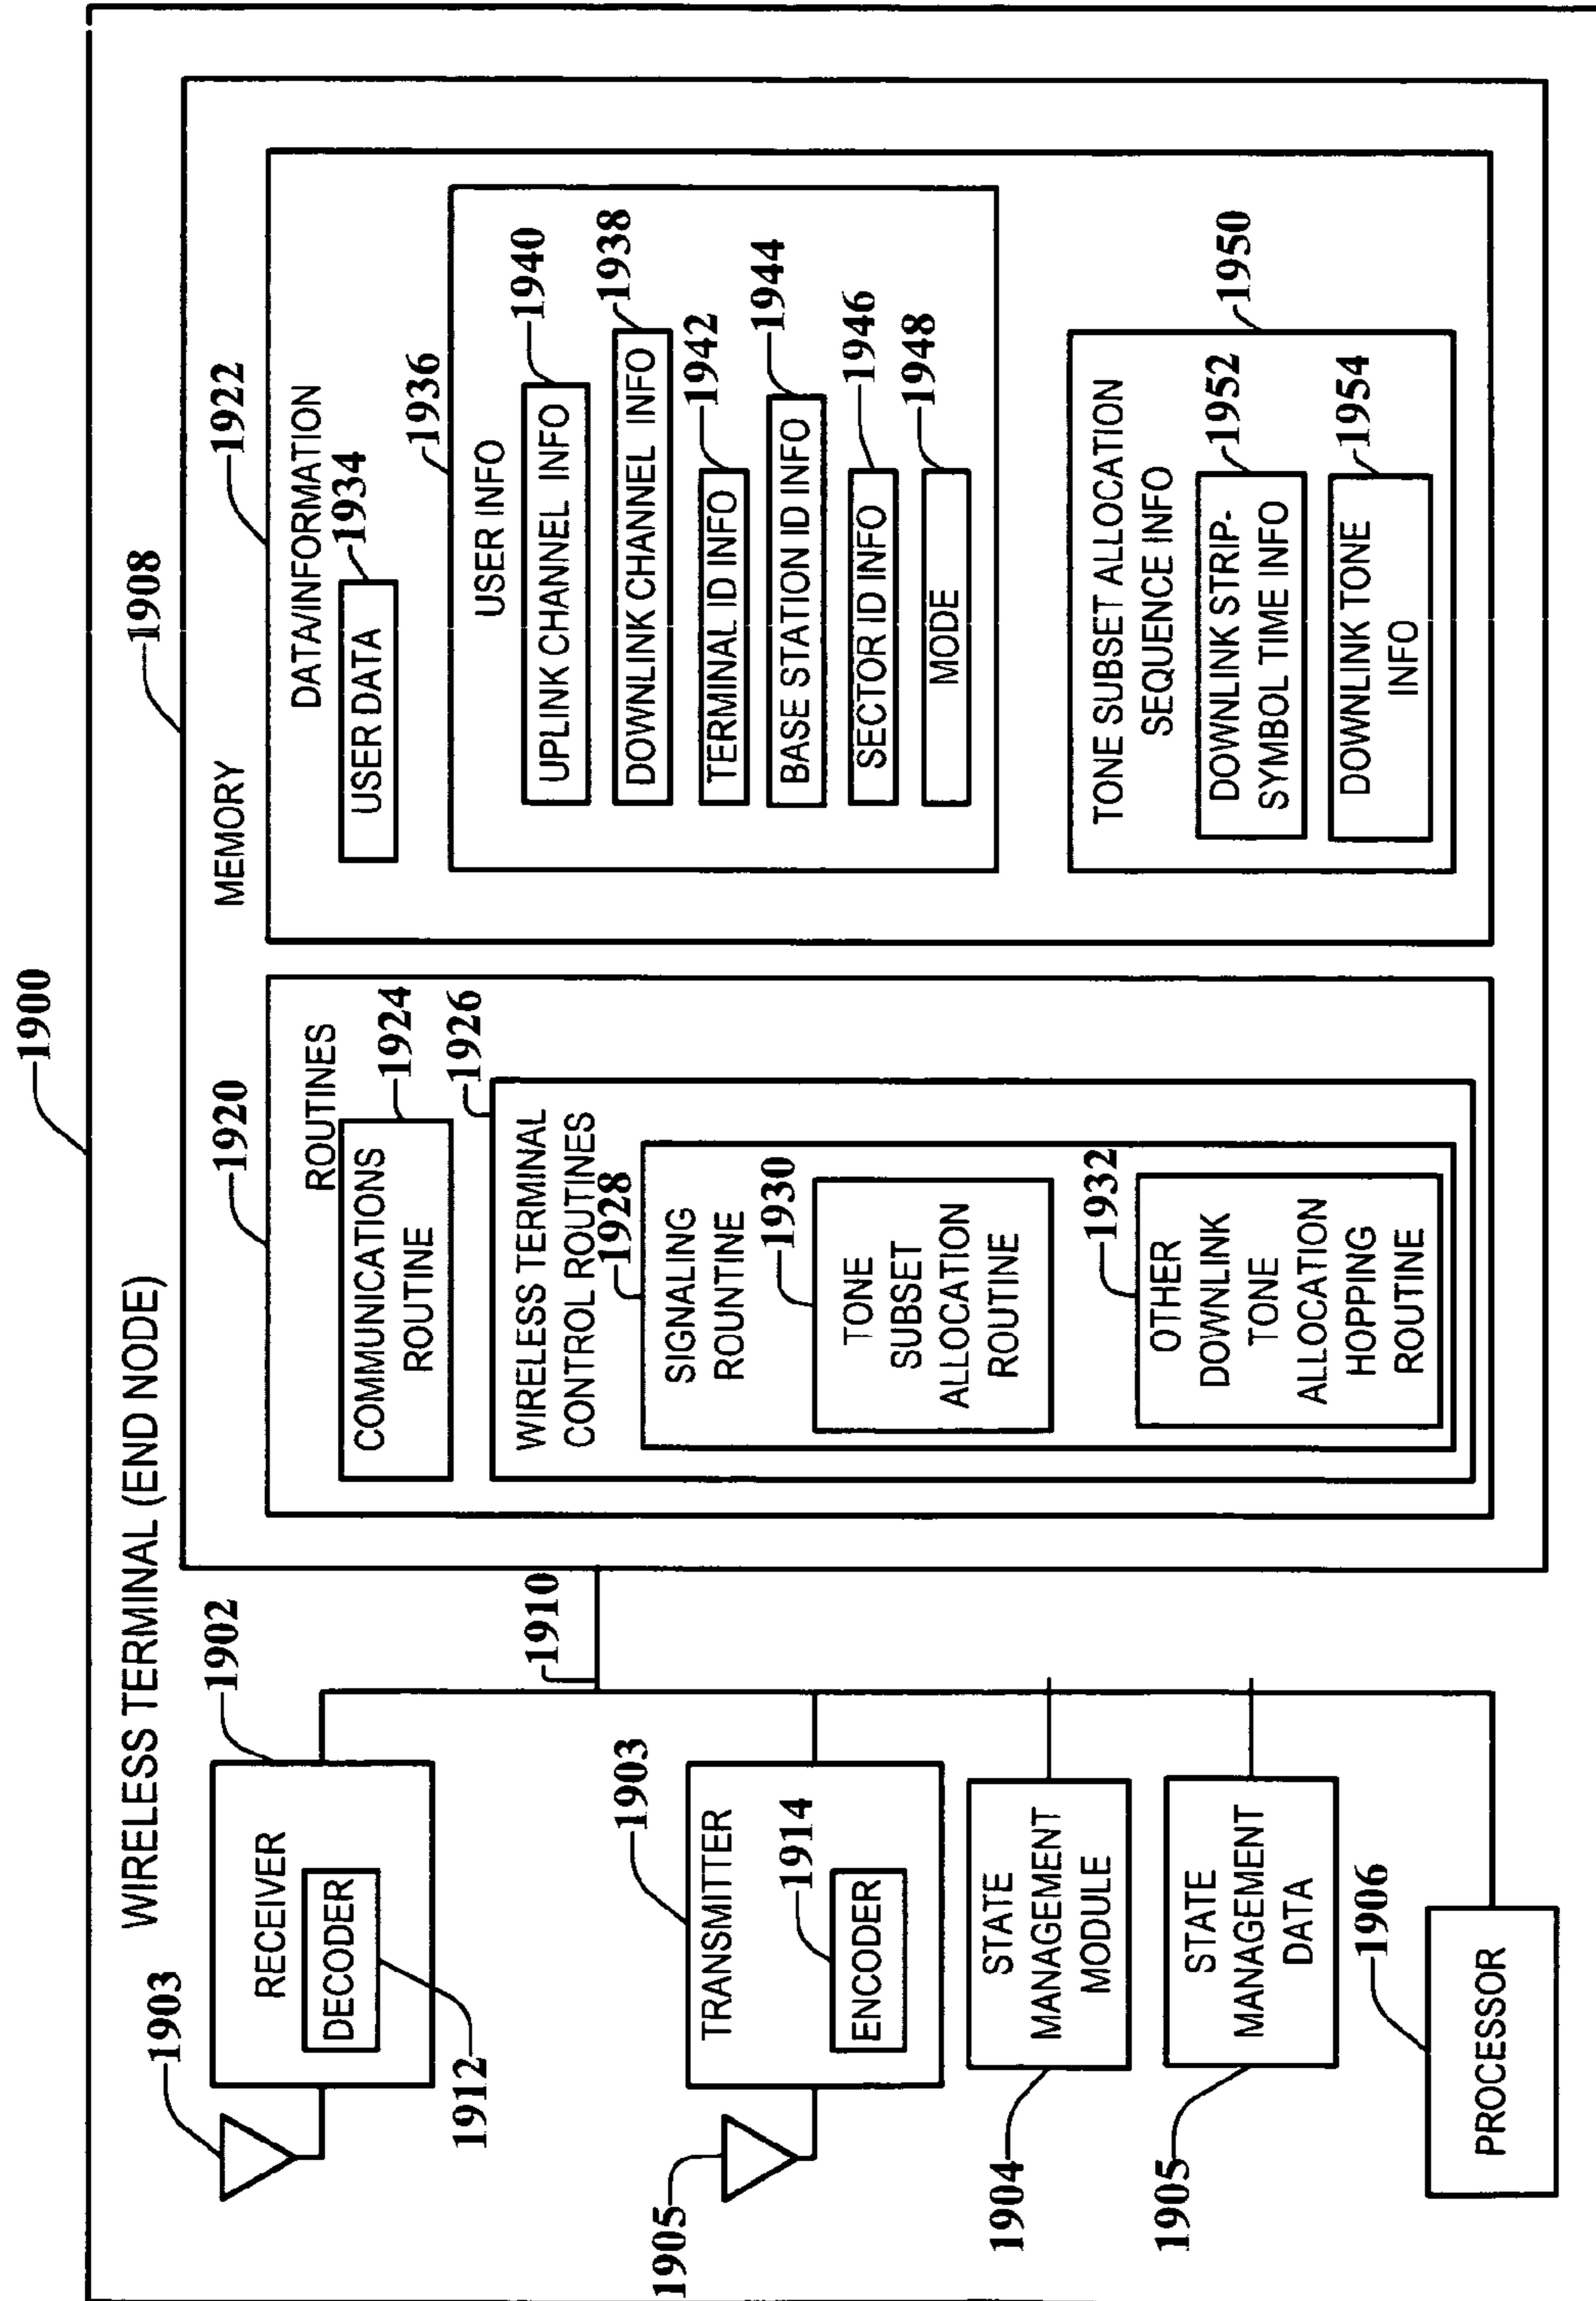 1900
WIRELESS TERMINAL (END NODE)
1903
1902
RECEIVER
DECODER
1912
1905
1903
TRANSMITTER
1914
ENCODER
1904
STATE
MANAGEMENT
MODULE
1905
STATE
MANAGEMENT
DATA
1906
PROCESSOR
1910
1908
MEMORY
1920
ROUTINES
1924
COMMUNICATIONS
ROUTINE
1926
WIRELESS TERMINAL
CONTROL ROUTINES
1928
SIGNALING
ROUNTINE
1930
TONE
SUBSET
ALLOCATION
ROUTINE
1932
OTHER
DOWNLINK
TONE
ALLOCATION
HOPPING
ROUTINE
1922
DATA/INFORMATION
1934
USER DATA
1936
USER INFO
1940
UPLINK CHANNEL INFO
1938
DOWNLINK CHANNEL INFO
1942
TERMINAL ID INFO
1944
BASE STATION ID INFO
1946
SECTOR ID INFO
1948
MODE
1950
TONE SUBSET ALLOCATION
SEQUENCE INFO
1952
DOWNLINK STRIP-
SYMBOL TIME INFO
1954
DOWNLINK TONE
INFO